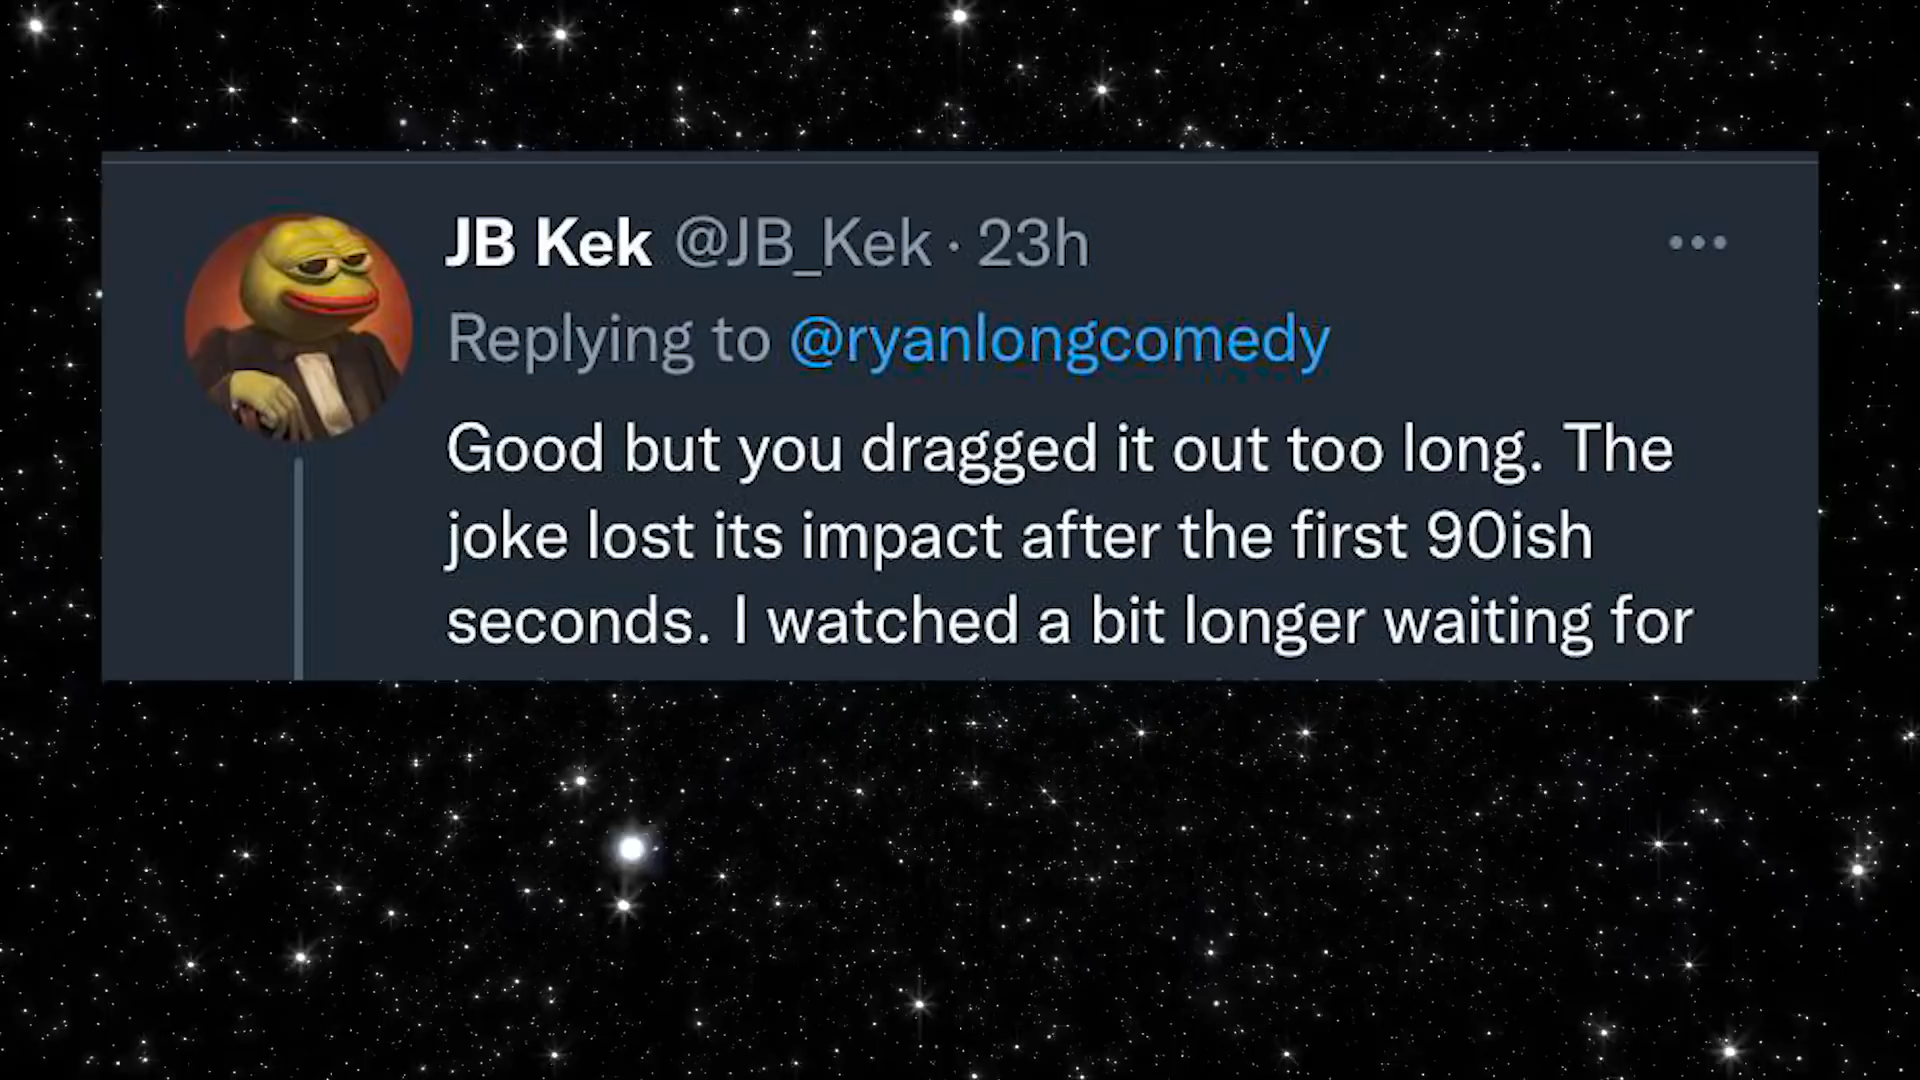 JB Kek @JB_Kek · 23h
Replying to @ryanlongcomedy
Good but you dragged it out too long. The
joke lost its impact after the first 90ish
seconds. I watched a bit longer waiting for